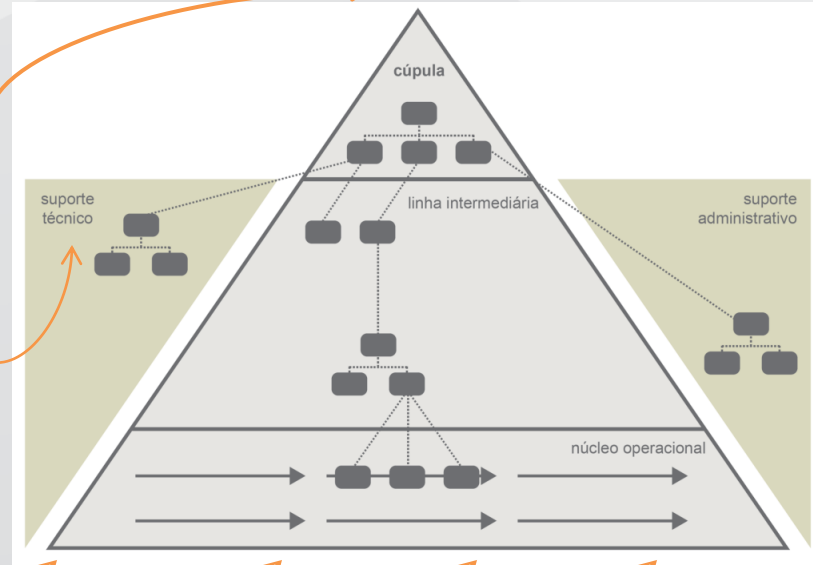 cúpula
suporte
técnico
linha intermediária
suporte
administrativo
núcleo operacional